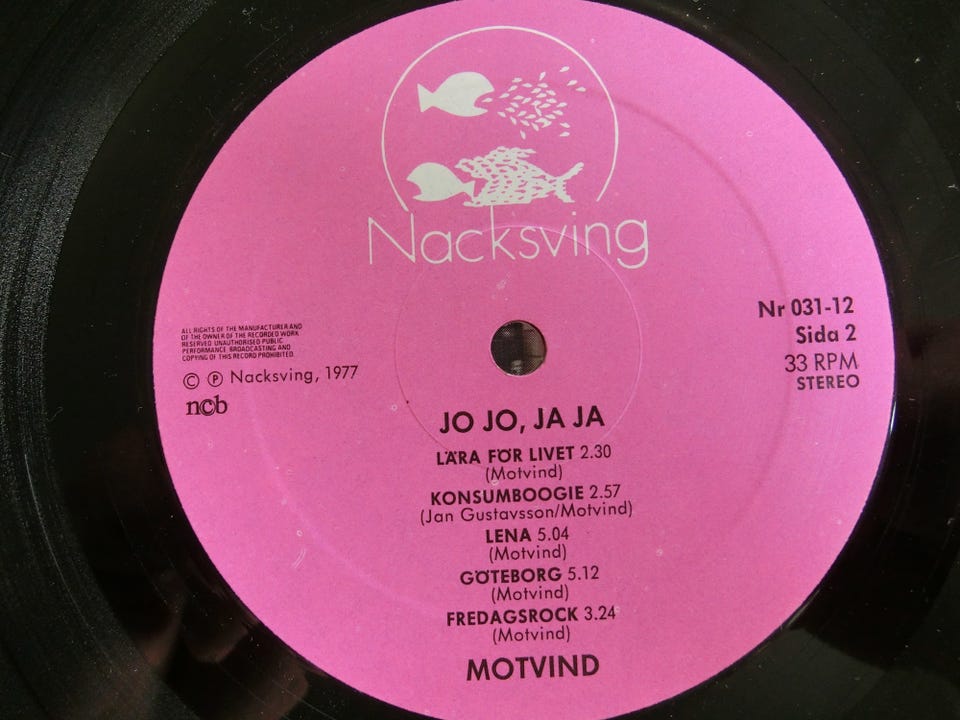 Nacksving
Nr 031-12
Sida 2
33 RPM
STEREO
ALL RIGHTS OF THE MANUFACTURER AND
OF THE OWNER OF THE RECORDED WORK
RESERVED UNAUTHORISED PUBLIC
PERFORMANCE BROADCASTING AND
COPYING OF THIS RECORD PROHIBITED.
© ℗ Nacksving, 1977
ncb
JO JO, JA JA
LÄRA FÖR LIVET 2.30
(Motvind)
KONSUMBOOGIE 2.57
(Jan Gustavsson/Motvind)
LENA 5.04
(Motvind)
GÖTEBORG 5.12
(Motvind)
FREDAGSROCK 3.24
(Motvind)
MOTVIND